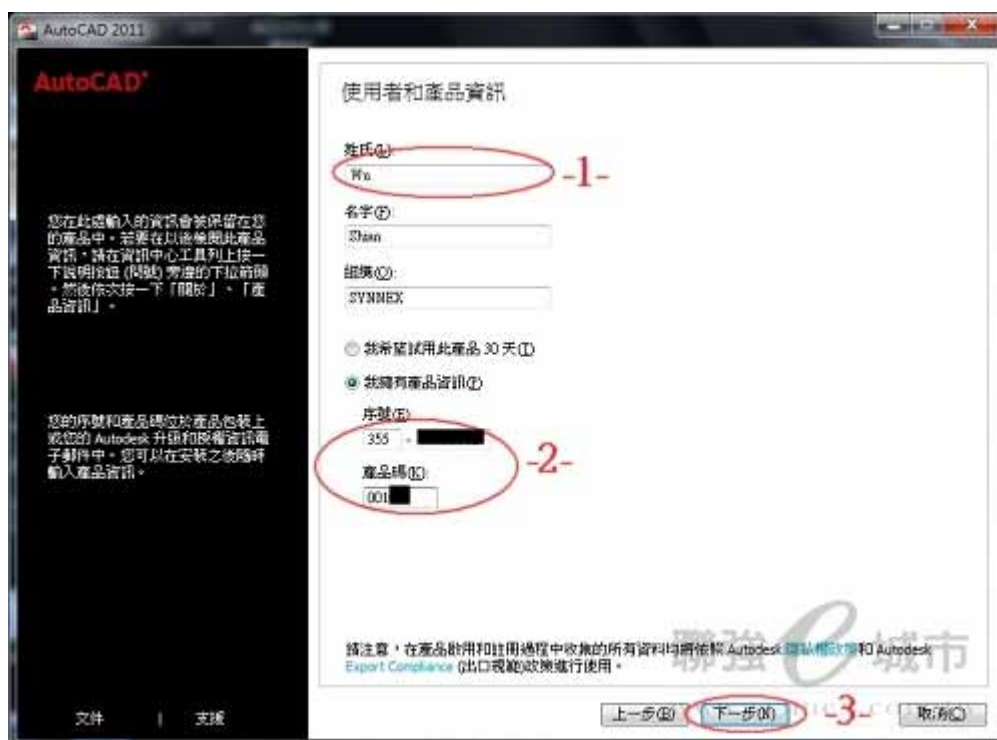 AutoCAD 2011
AutoCAD
使用者和產品資訊
姓氏(L):
Wu
-1-
名字(F):
Shian
組織(O):
SYNNEX
我希望試用此產品 30 天(T)
我擁有產品資訊(P)
序號(E):
355 -
產品碼(K):
001
-2-
您在此處輸入的資訊會被保留在您
的產品中。若要在以後檢閱此產品
資訊，請在資訊中心工具列上按一
下說明按鈕 (問號) 旁邊的下拉箭頭
。然後依次按一下「關於」、「產
品資訊」。
您的序號和產品碼位於產品包裝上
或您的 Autodesk 升級和授權資訊電
子郵件中。您可以在安裝之後隨時
輸入產品資訊。
請注意，在產品啟用和註冊過程中收集的所有資料均將依照 Autodesk 隱私權政策和 Autodesk
Export Compliance (出口規範)政策進行使用。
聯強e城市
文件 | 支援
上一步(B)
下一步(N)
-3-
取消(C)